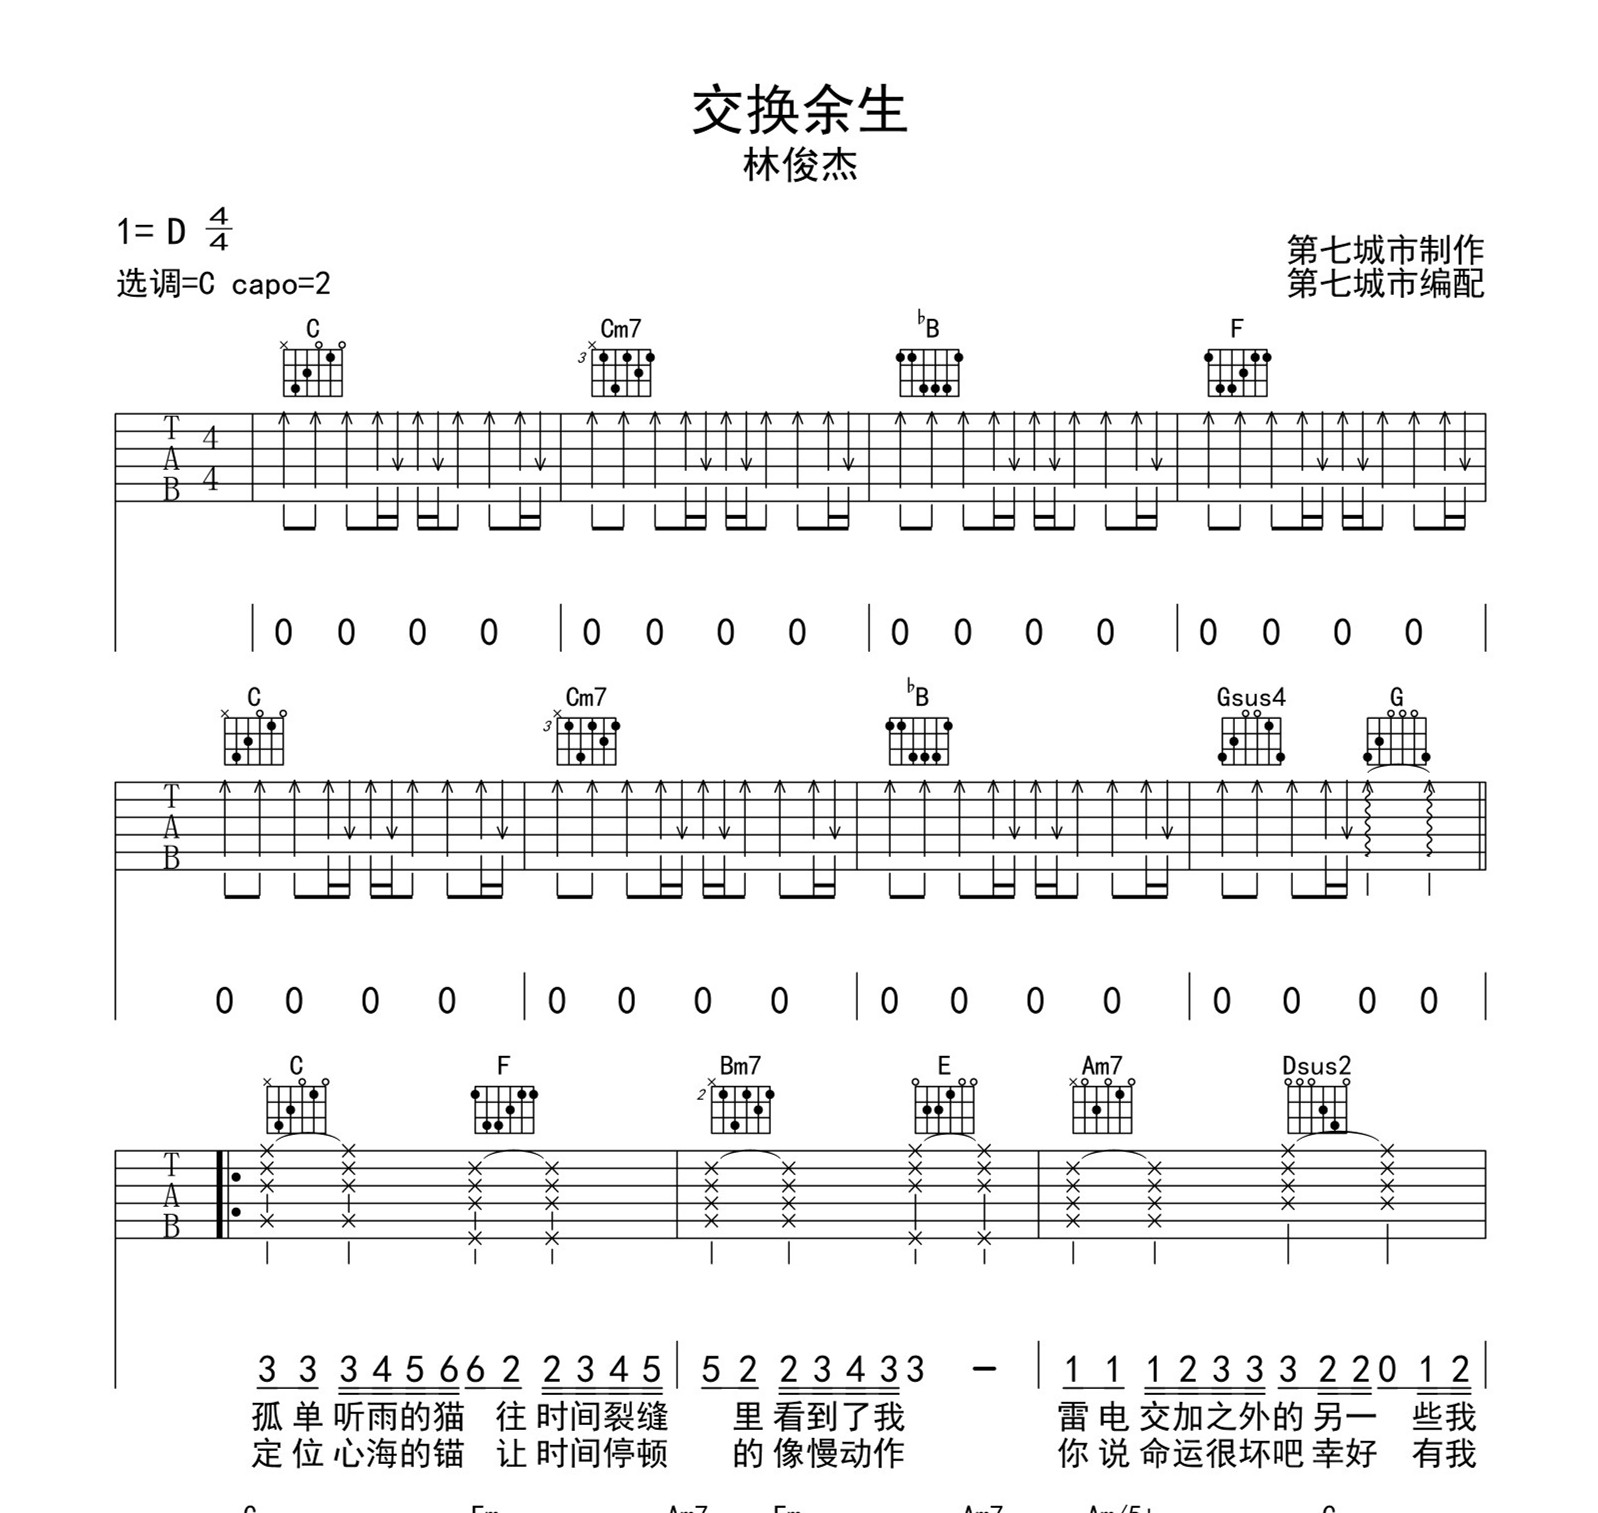 交换余生
林俊杰
1= D 4/4
第七城市制作
选调=C capo=2
第七城市编配
C Cm7 ♭B F
3
T A B 4 4
0 0 0 0 0 0 0 0 0 0 0 0 0 0 0 0
C Cm7 ♭B Gsus4 G
3
T A B
0 0 0 0 0 0 0 0 0 0 0 0 0 0 0 0
C F Bm7 E Am7 Dsus2
2
T A B
3 3 3 4 5 6 6 2 2 3 4 5 5 2 2 3 4 3 3 – 1 1 1 2 3 3 3 2 2 0 1 2
孤单听雨的猫 往时间裂缝 里看到了我 雷电交加之外的另一 些我
定位心海的锚 让时间停顿 的像慢动作 你说命运很坏吧幸好 有我